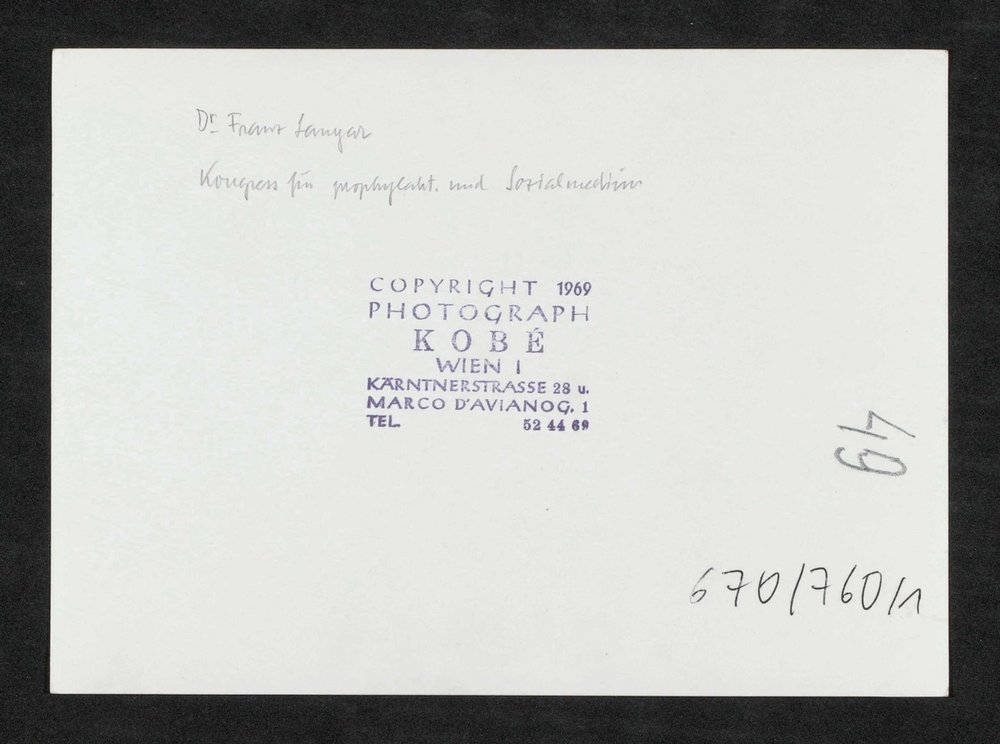 Dr Franz
Kongress für prophylakt. und Sozialmedizin
COPYRIGHT 1969
PHOTOGRAPH
KOBÉ
WIEN I
KÄRNTNERSTRASSE 28 u.
MARCO D'AVIANOG. 1
TEL. 52 44 69
670/760/1